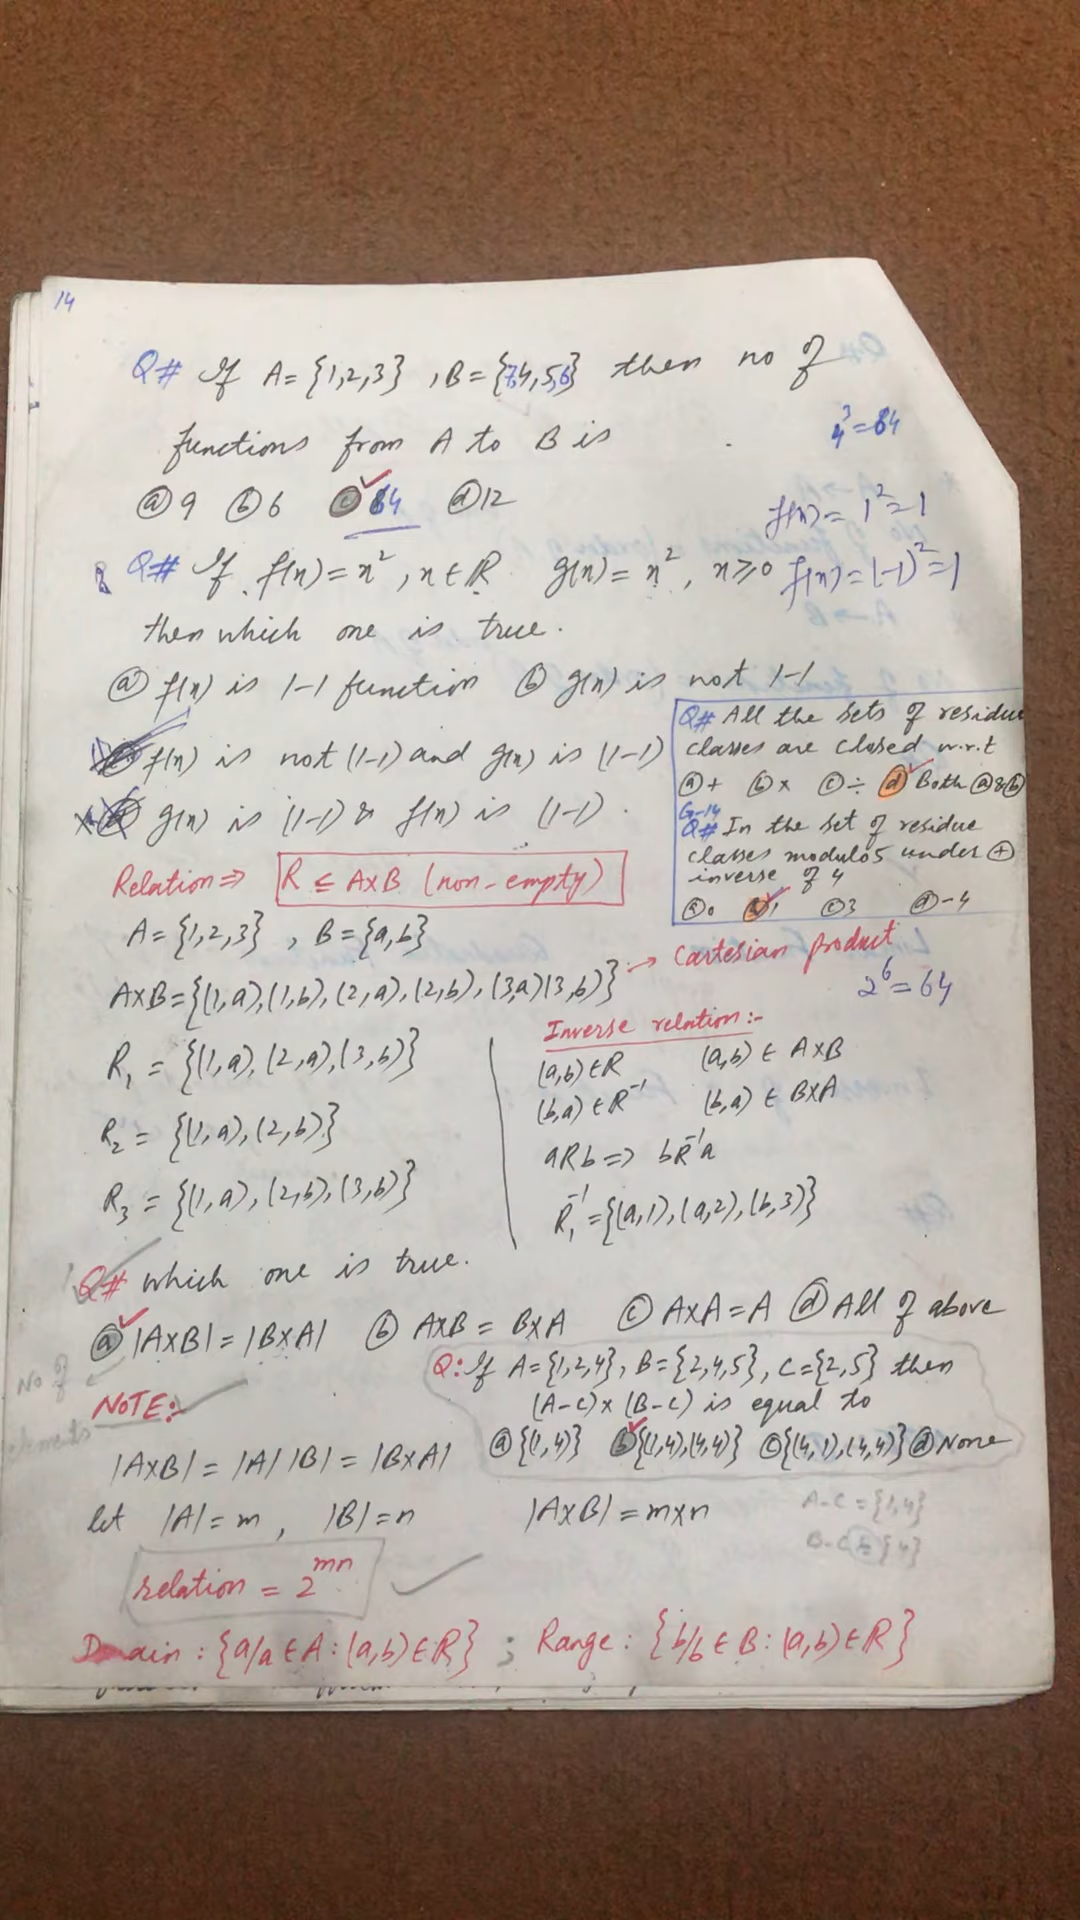 14
Q# If A={1,2,3} , B={7,4,5,6} then no of
functions from A to B is
4³=64
ⓐ 9 ⓑ 6 ⓒ 64 ⓓ 12
f(n)= 1²=1
Q# If f(n)=n², n∈R g(n)=n², n≥0 f(n)=(-1)²=1
then which one is true.
ⓐ f(n) is 1-1 function ⓑ g(n) is not 1-1
f(n) is not (1-1) and g(n) is (1-1)
g(n) is (1-1) & f(n) is (1-1).
Q# All the sets of residue
classes are closed w.r.t
ⓐ + ⓑ × ⓒ ÷ ⓓ Both ⓐ&ⓑ
G-14
Q# In the set of residue
classes modulo 5 under ⊕
inverse of 4
ⓐ 0 ⓑ 1 ⓒ 3 ⓓ -4
Relation ⇒ R ⊆ A×B (non-empty)
A={1,2,3} , B={a,b}
A×B={(1,a),(1,b),(2,a),(2,b),(3,a)(3,b)} → Cartesian product
2⁶=64
R₁ = {(1,a),(2,a),(3,b)}
R₂ = {(1,a),(2,b)}
R₃ = {(1,a),(2,b),(3,b)}
Inverse relation:-
(a,b)∈R (a,b) ∈ A×B
(b,a)∈R⁻¹ (b,a) ∈ B×A
aRb => bR⁻¹a
R₁⁻¹={(a,1),(a,2),(b,3)}
Q# which one is true.
ⓐ |A×B|=|B×A| ⓑ A×B = B×A ⓒ A×A=A ⓓ All of above
No of
Q: If A={1,2,4}, B={2,4,5}, C={2,5} then
(A-C)×(B-C) is equal to
ⓐ {1,4)} ⓑ {(1,4),(4,4)} ⓒ {(4,1),(4,4)} ⓓ None
NOTE:-
|A×B|=|A||B|=|B×A|
let |A|=m, |B|=n |A×B|=m×n
A-C={1,4}
B-C={4}
relation = 2ᵐⁿ
Domain : {a/a∈A:(a,b)∈R} ; Range : {b/b∈B:(a,b)∈R}